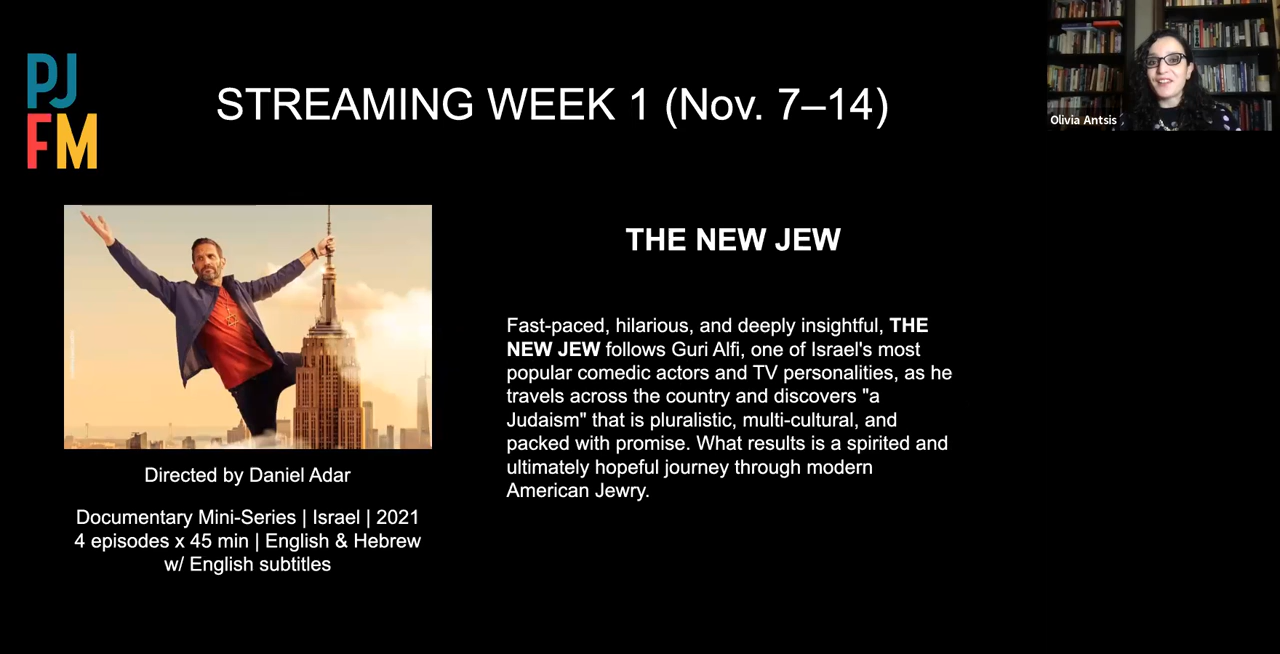 PJ
FM
STREAMING WEEK 1 (Nov. 7–14)
Olivia Antsis
THE NEW JEW
Fast-paced, hilarious, and deeply insightful, THE
NEW JEW follows Guri Alfi, one of Israel's most
popular comedic actors and TV personalities, as he
travels across the country and discovers "a
Judaism" that is pluralistic, multi-cultural, and
packed with promise. What results is a spirited and
ultimately hopeful journey through modern
American Jewry.
Directed by Daniel Adar
Documentary Mini-Series | Israel | 2021
4 episodes x 45 min | English & Hebrew
w/ English subtitles